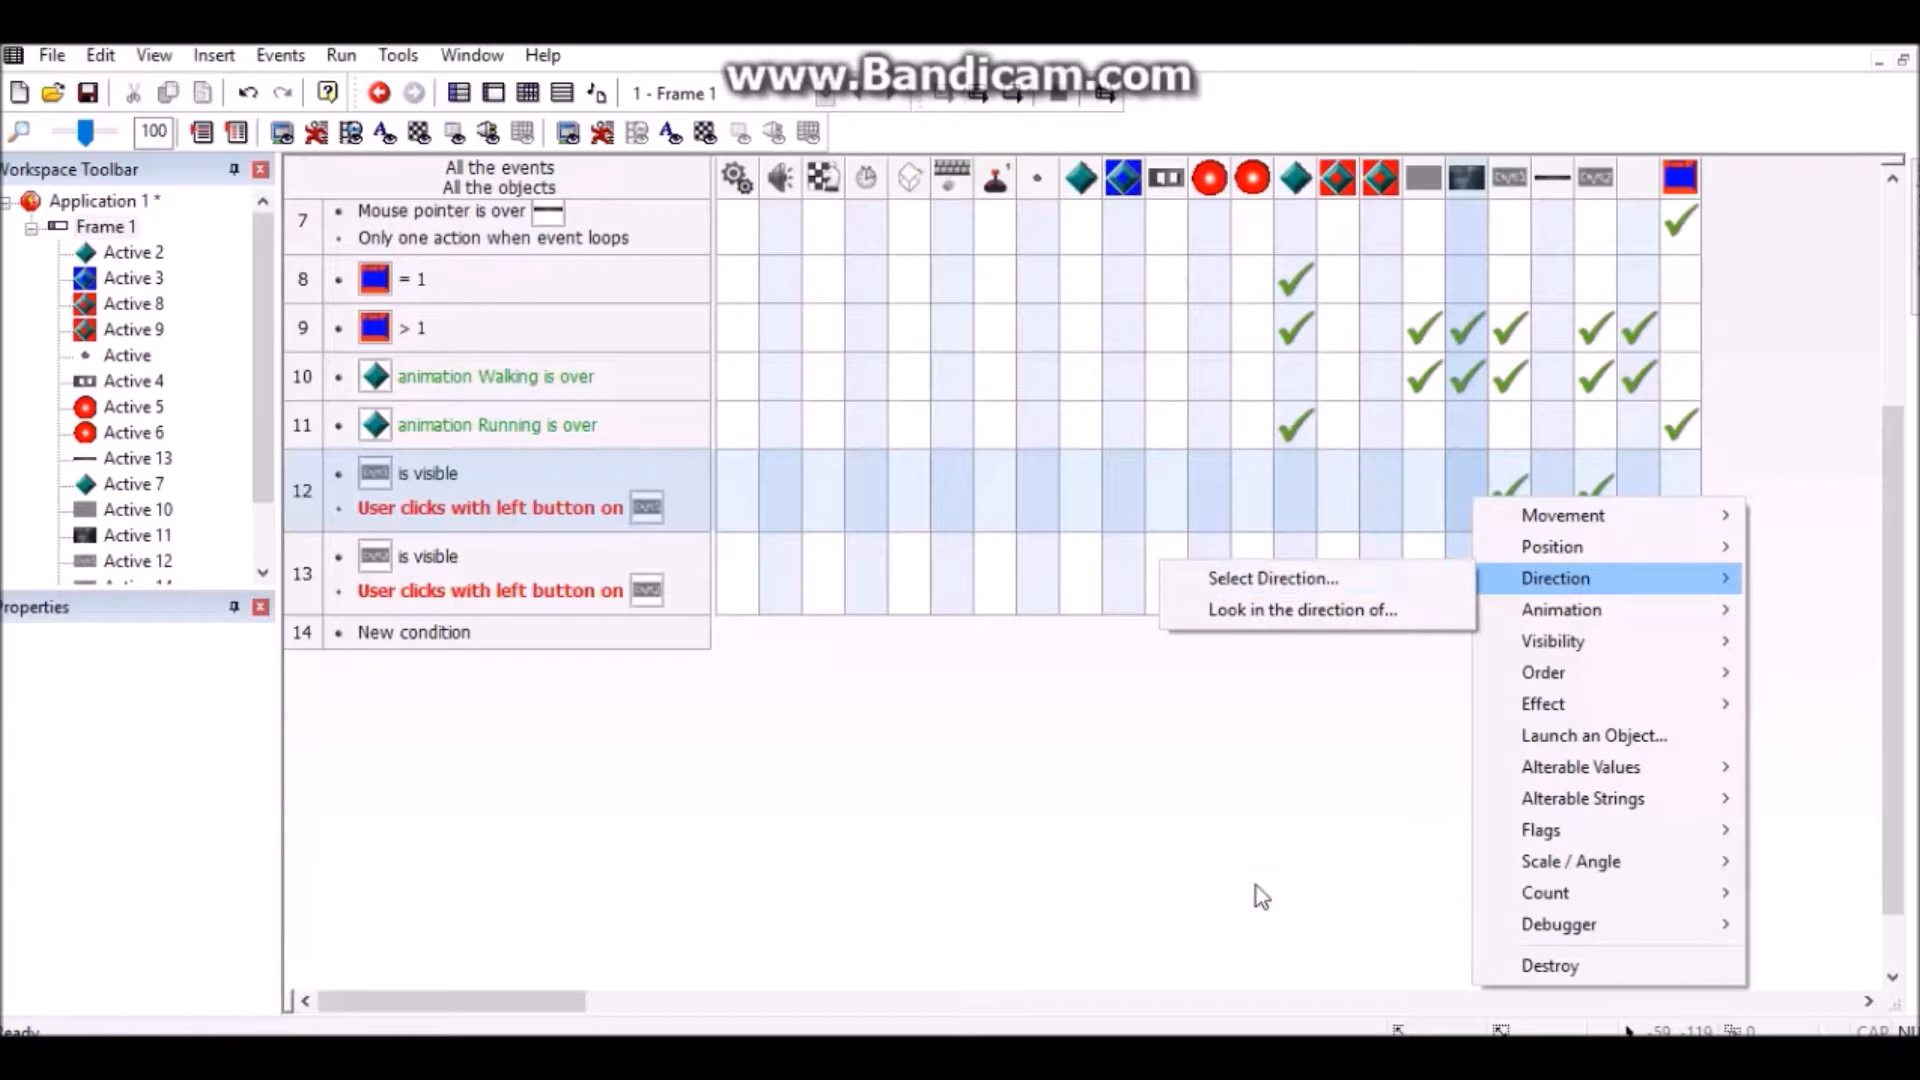 File Edit View Insert Events Run Tools Window Help
www.Bandicam.com
1 - Frame 1
100
Workspace Toolbar
Application 1 *
Frame 1
Active 2
Active 3
Active 8
Active 9
Active
Active 4
Active 5
Active 6
Active 13
Active 7
Active 10
Active 11
Active 12
Properties
All the events
All the objects
7 • Mouse pointer is over
• Only one action when event loops
8 • = 1
9 • > 1
10 • animation Walking is over
11 • animation Running is over
12 • is visible
• User clicks with left button on
13 • is visible
• User clicks with left button on
14 • New condition
Select Direction...
Look in the direction of...
Movement
Position
Direction
Animation
Visibility
Order
Effect
Launch an Object...
Alterable Values
Alterable Strings
Flags
Scale / Angle
Count
Debugger
Destroy
Ready
-59, -119
0
CAP